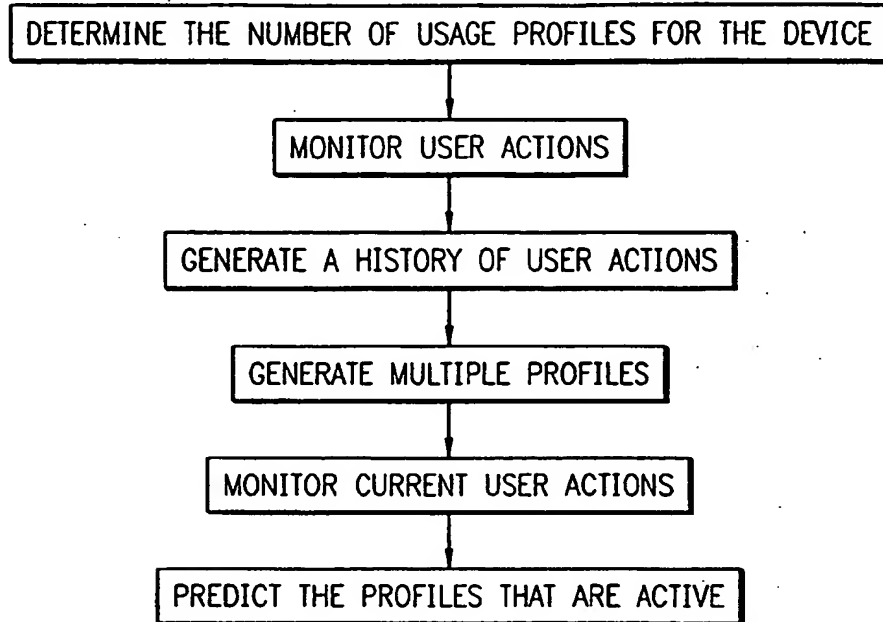 DETERMINE THE NUMBER OF USAGE PROFILES FOR THE DEVICE
MONITOR USER ACTIONS
GENERATE A HISTORY OF USER ACTIONS
GENERATE MULTIPLE PROFILES
MONITOR CURRENT USER ACTIONS
PREDICT THE PROFILES THAT ARE ACTIVE